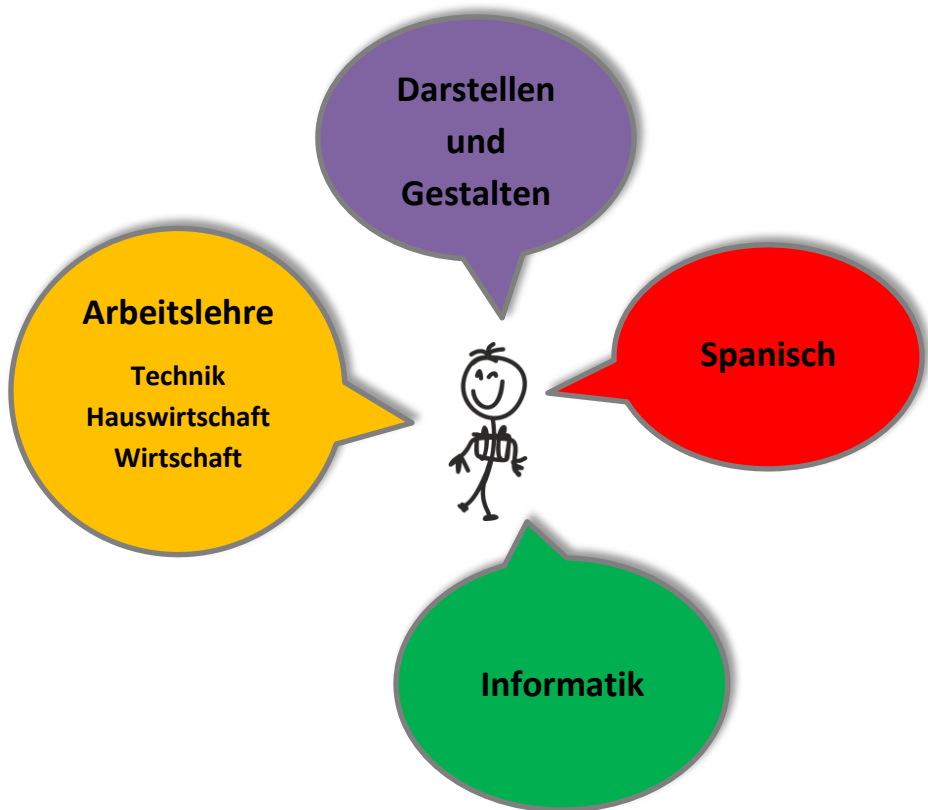 Darstellen
und
Gestalten
Arbeitslehre
Technik
Hauswirtschaft
Wirtschaft
Spanisch
Informatik